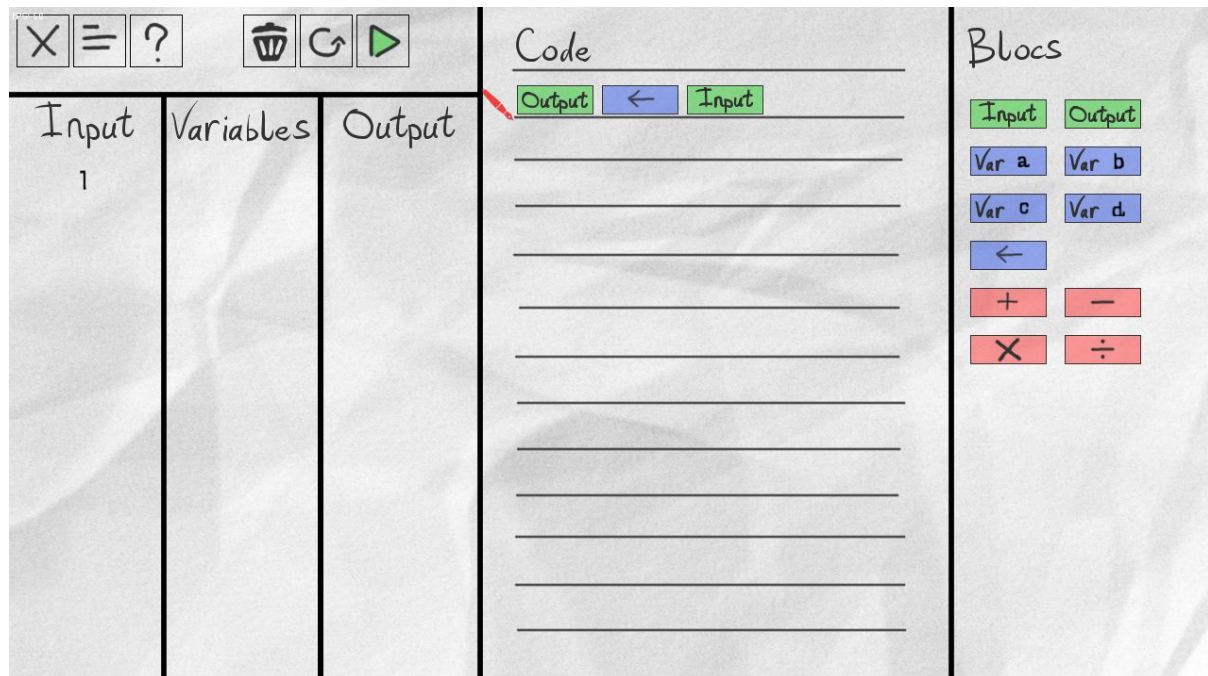 X ?
Input Variables Output
1
Code
Output ← Input
Blocs
Input Output
Var a Var b
Var c Var d
←
+ −
× ÷